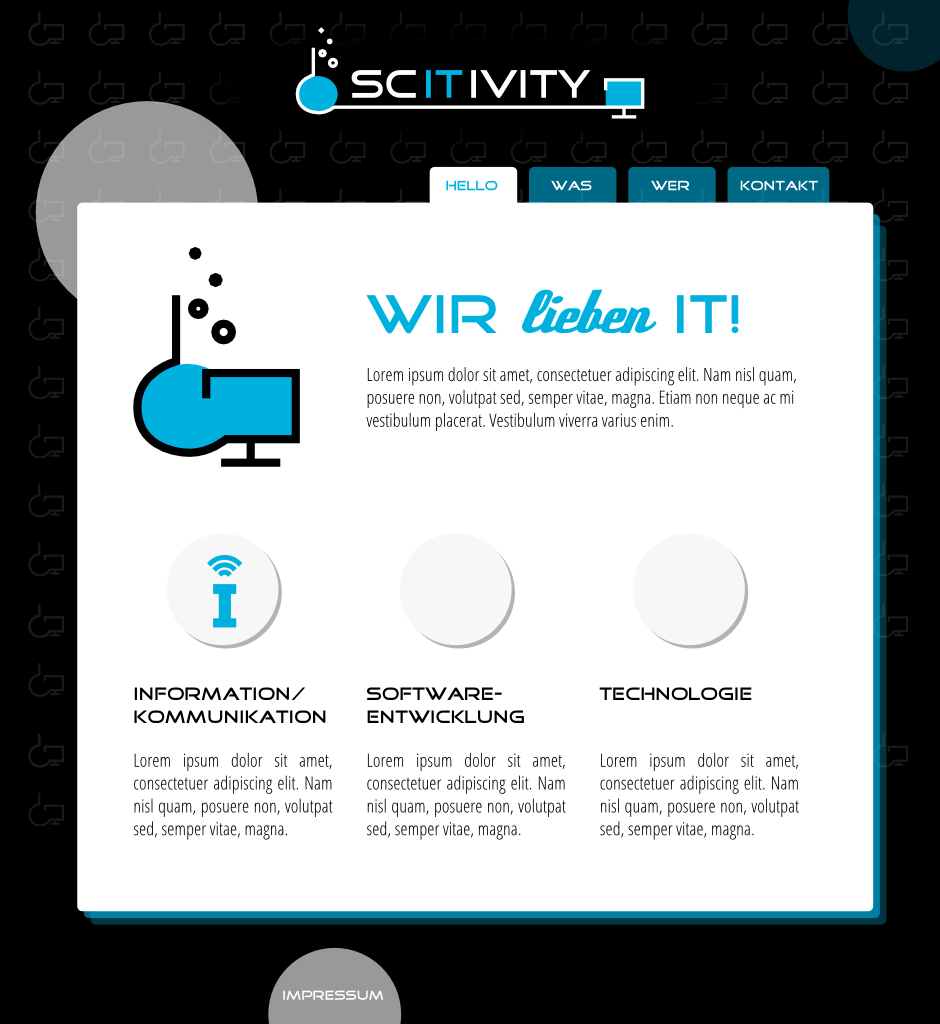 SCITIVITY
HELLO WAS WER KONTAKT
WIR lieben IT!
Lorem ipsum dolor sit amet, consectetuer adipiscing elit. Nam nisl quam,
posuere non, volutpat sed, semper vitae, magna. Etiam non neque ac mi
vestibulum placerat. Vestibulum viverra varius enim.
I
INFORMATION/
KOMMUNIKATION
Lorem ipsum dolor sit amet,
consectetuer adipiscing elit. Nam
nisl quam, posuere non, volutpat
sed, semper vitae, magna.
SOFTWARE-
ENTWICKLUNG
Lorem ipsum dolor sit amet,
consectetuer adipiscing elit. Nam
nisl quam, posuere non, volutpat
sed, semper vitae, magna.
TECHNOLOGIE
Lorem ipsum dolor sit amet,
consectetuer adipiscing elit. Nam
nisl quam, posuere non, volutpat
sed, semper vitae, magna.
IMPRESSUM